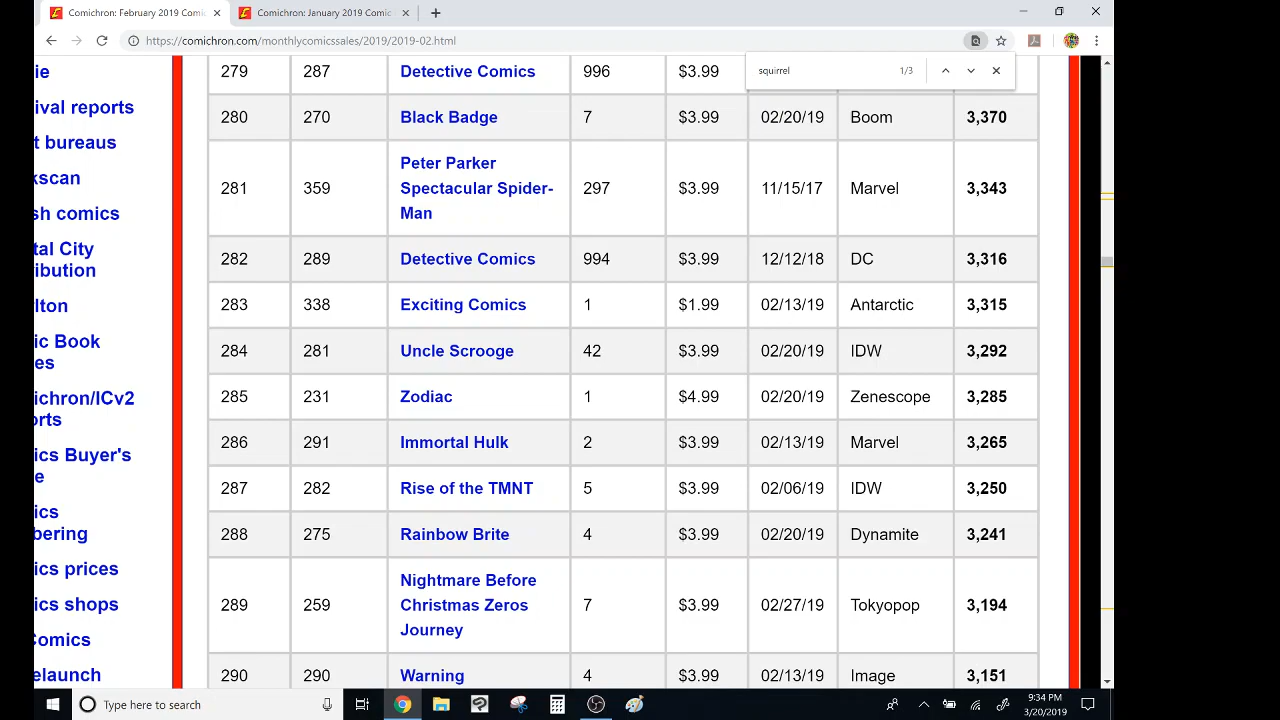 Comichron: February 2019 Comic
Comichron: January 2019 Comic
https://comichron.com/monthlycomicssales/2019/2019-02.html
squirrel 1/3
ie
ival reports
t bureaus
kscan
sh comics
tal City
ibution
lton
ic Book
es
ichron/ICv2
orts
ics Buyer's
e
ics
bering
ics prices
ics shops
Comics
elaunch
279 287 Detective Comics 996 $3.99
280 270 Black Badge 7 $3.99 02/20/19 Boom 3,370
281 359 Peter Parker Spectacular Spider-Man 297 $3.99 11/15/17 Marvel 3,343
282 289 Detective Comics 994 $3.99 12/12/18 DC 3,316
283 338 Exciting Comics 1 $1.99 02/13/19 Antarctic 3,315
284 281 Uncle Scrooge 42 $3.99 02/20/19 IDW 3,292
285 231 Zodiac 1 $4.99 02/20/19 Zenescope 3,285
286 291 Immortal Hulk 2 $3.99 02/13/19 Marvel 3,265
287 282 Rise of the TMNT 5 $3.99 02/06/19 IDW 3,250
288 275 Rainbow Brite 4 $3.99 02/20/19 Dynamite 3,241
289 259 Nightmare Before Christmas Zeros Journey 7 $3.99 02/27/19 Tokyopop 3,194
290 290 Warning 4 $3.99 02/13/19 Image 3,151
Type here to search
9:34 PM
3/20/2019